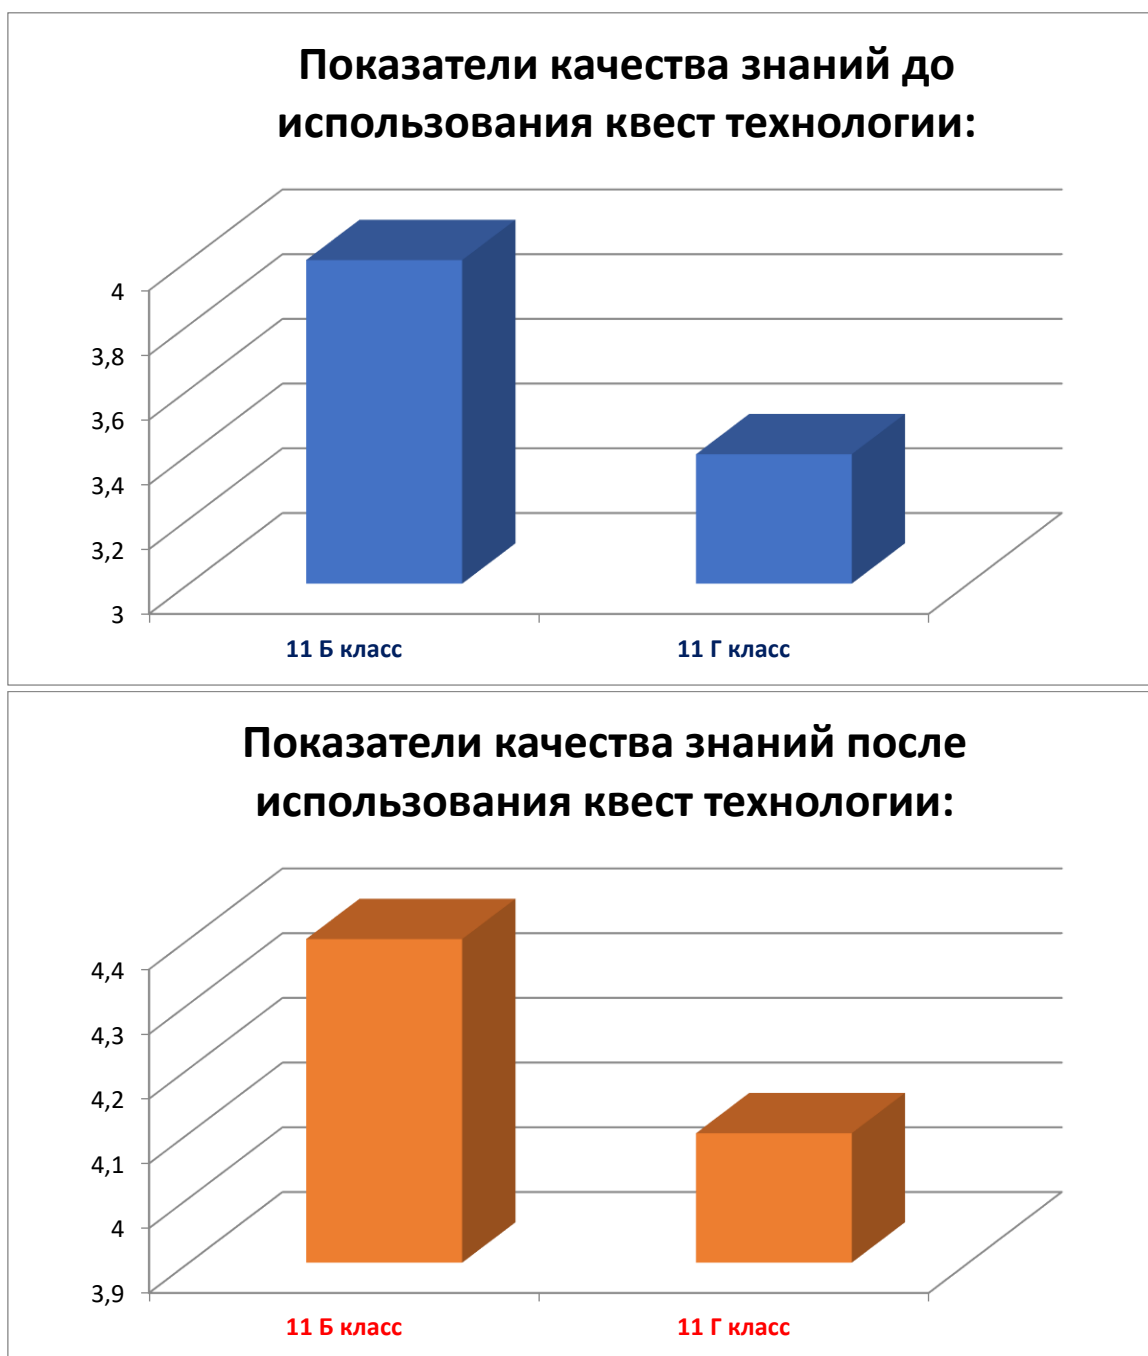 Показатели качества знаний до
использования квест технологии:
4
3,8
3,6
3,4
3,2
3
11 Б класс 11 Г класс
Показатели качества знаний после
использования квест технологии:
4,4
4,3
4,2
4,1
4
3,9
11 Б класс 11 Г класс